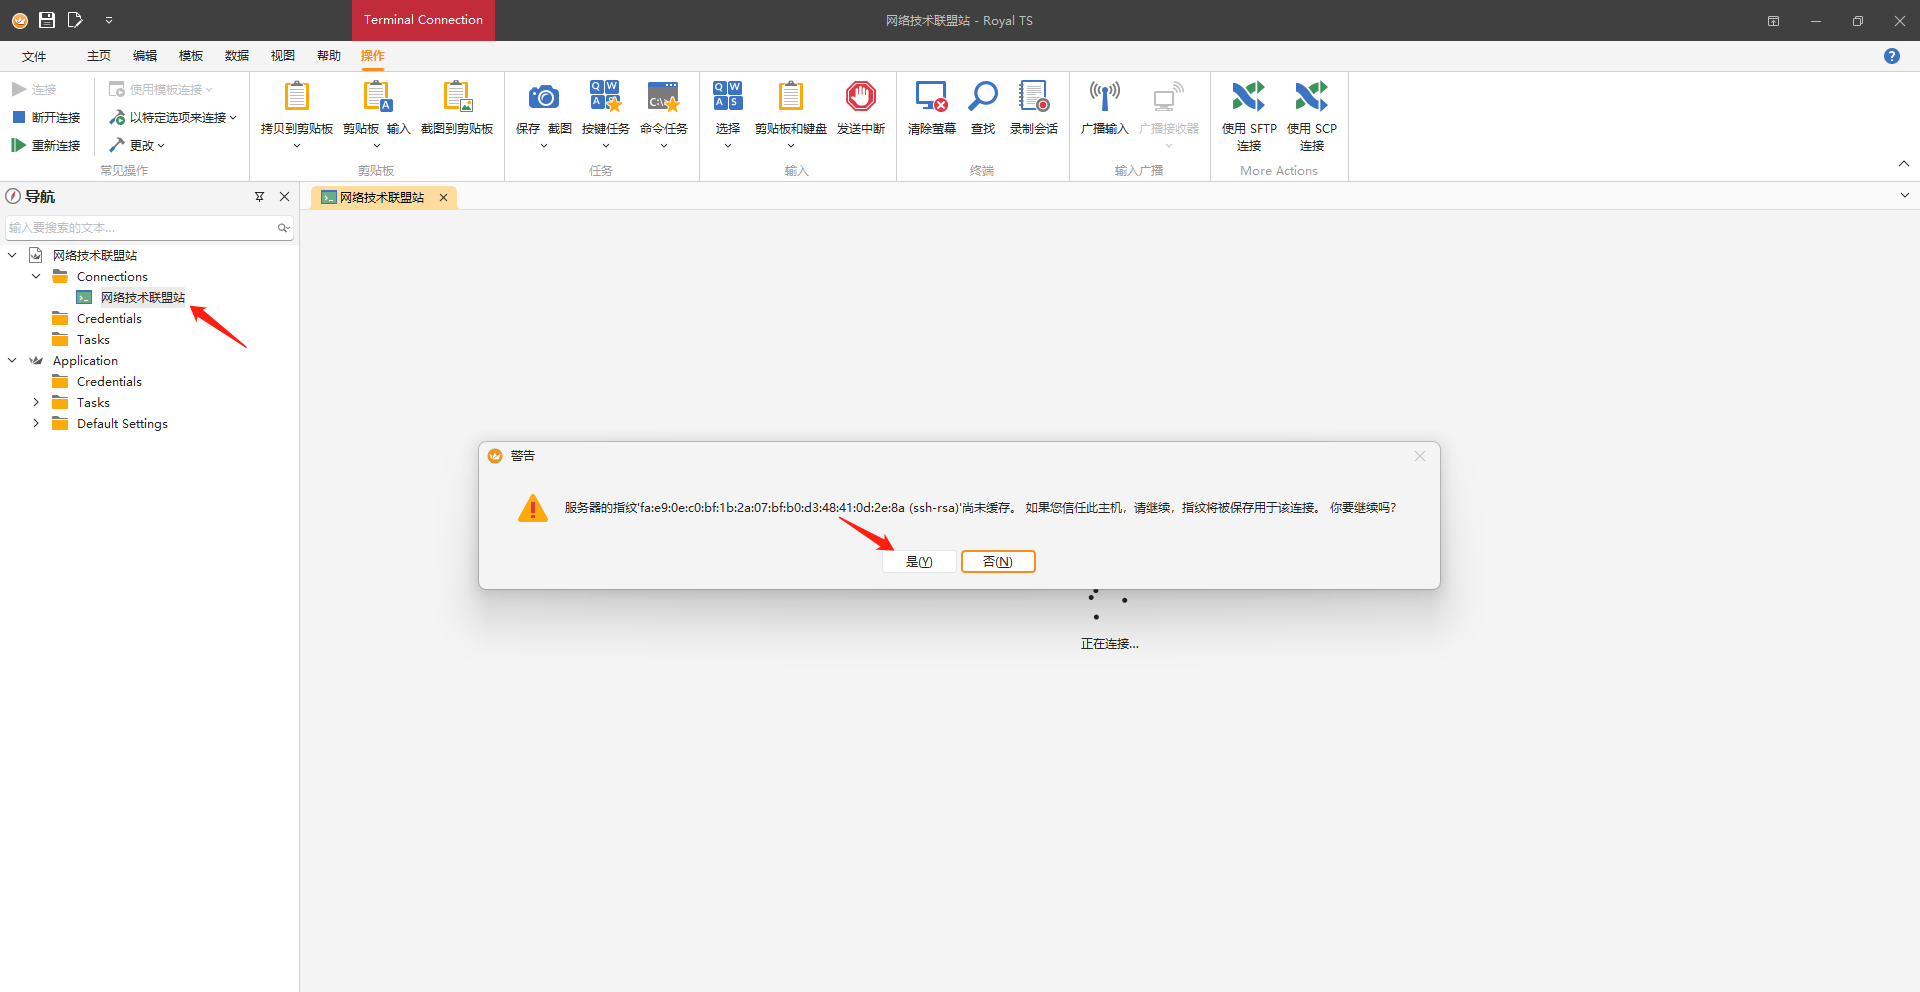 Terminal Connection
网络技术联盟站 - Royal TS
文件 主页 编辑 模板 数据 视图 帮助 操作
连接
断开连接
重新连接
使用模板连接
以特定选项来连接
更改
常见操作
拷贝到剪贴板
剪贴板 输入
截图到剪贴板
剪贴板
保存 截图
按键任务
命令任务
任务
选择
剪贴板和键盘
发送中断
输入
清除萤幕
查找
录制会话
终端
广播输入
广播接收器
输入广播
使用 SFTP
连接
使用 SCP
连接
More Actions
导航
网络技术联盟站
输入要搜索的文本...
网络技术联盟站
Connections
网络技术联盟站
Credentials
Tasks
Application
Credentials
Tasks
Default Settings
警告
服务器的指纹'fa:e9:0e:c0:bf:1b:2a:07:bf:b0:d3:48:41:0d:2e:8a (ssh-rsa)'尚未缓存。 如果您信任此主机，请继续，指纹将被保存用于该连接。 你要继续吗?
是(Y)
否(N)
正在连接...